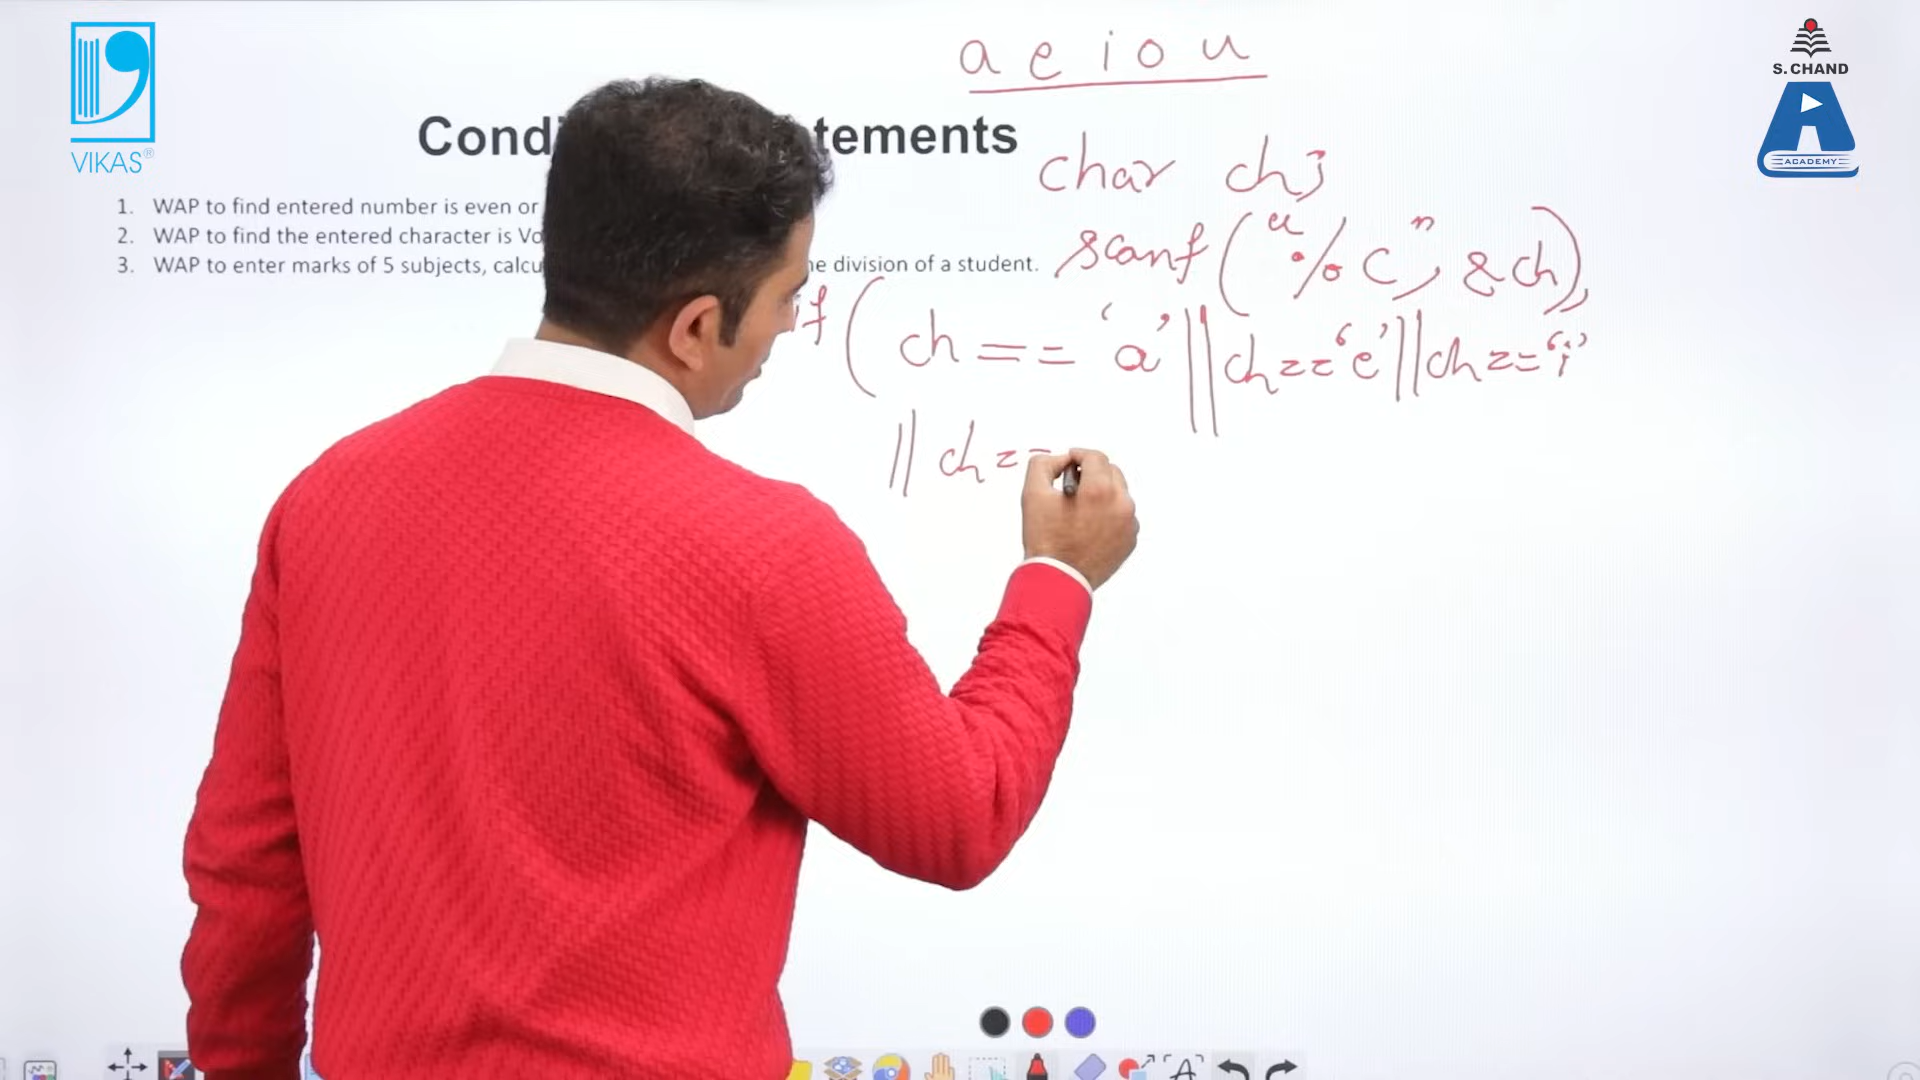 a e i o u
VIKAS®
S. CHAND
ACADEMY
Cond tements
char ch;
1. WAP to find entered number is even or
scanf("%c", &ch);
2. WAP to find the entered character is Vo
3. WAP to enter marks of 5 subjects, calcu he division of a student.
if (ch == 'a' || ch == 'e' || ch == 'i'
|| ch ==